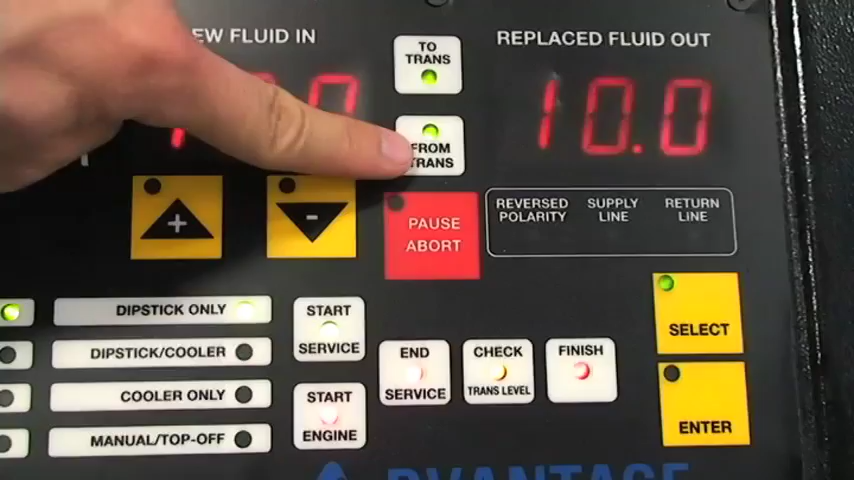 EW FLUID IN
TO
TRANS
REPLACED FLUID OUT
10.0
FROM
TRANS
+
-
PAUSE
ABORT
REVERSED
POLARITY
SUPPLY
LINE
RETURN
LINE
DIPSTICK ONLY
DIPSTICK/COOLER
COOLER ONLY
MANUAL/TOP-OFF
START
SERVICE
START
ENGINE
END
SERVICE
CHECK
TRANS LEVEL
FINISH
SELECT
ENTER
DVANTAGE